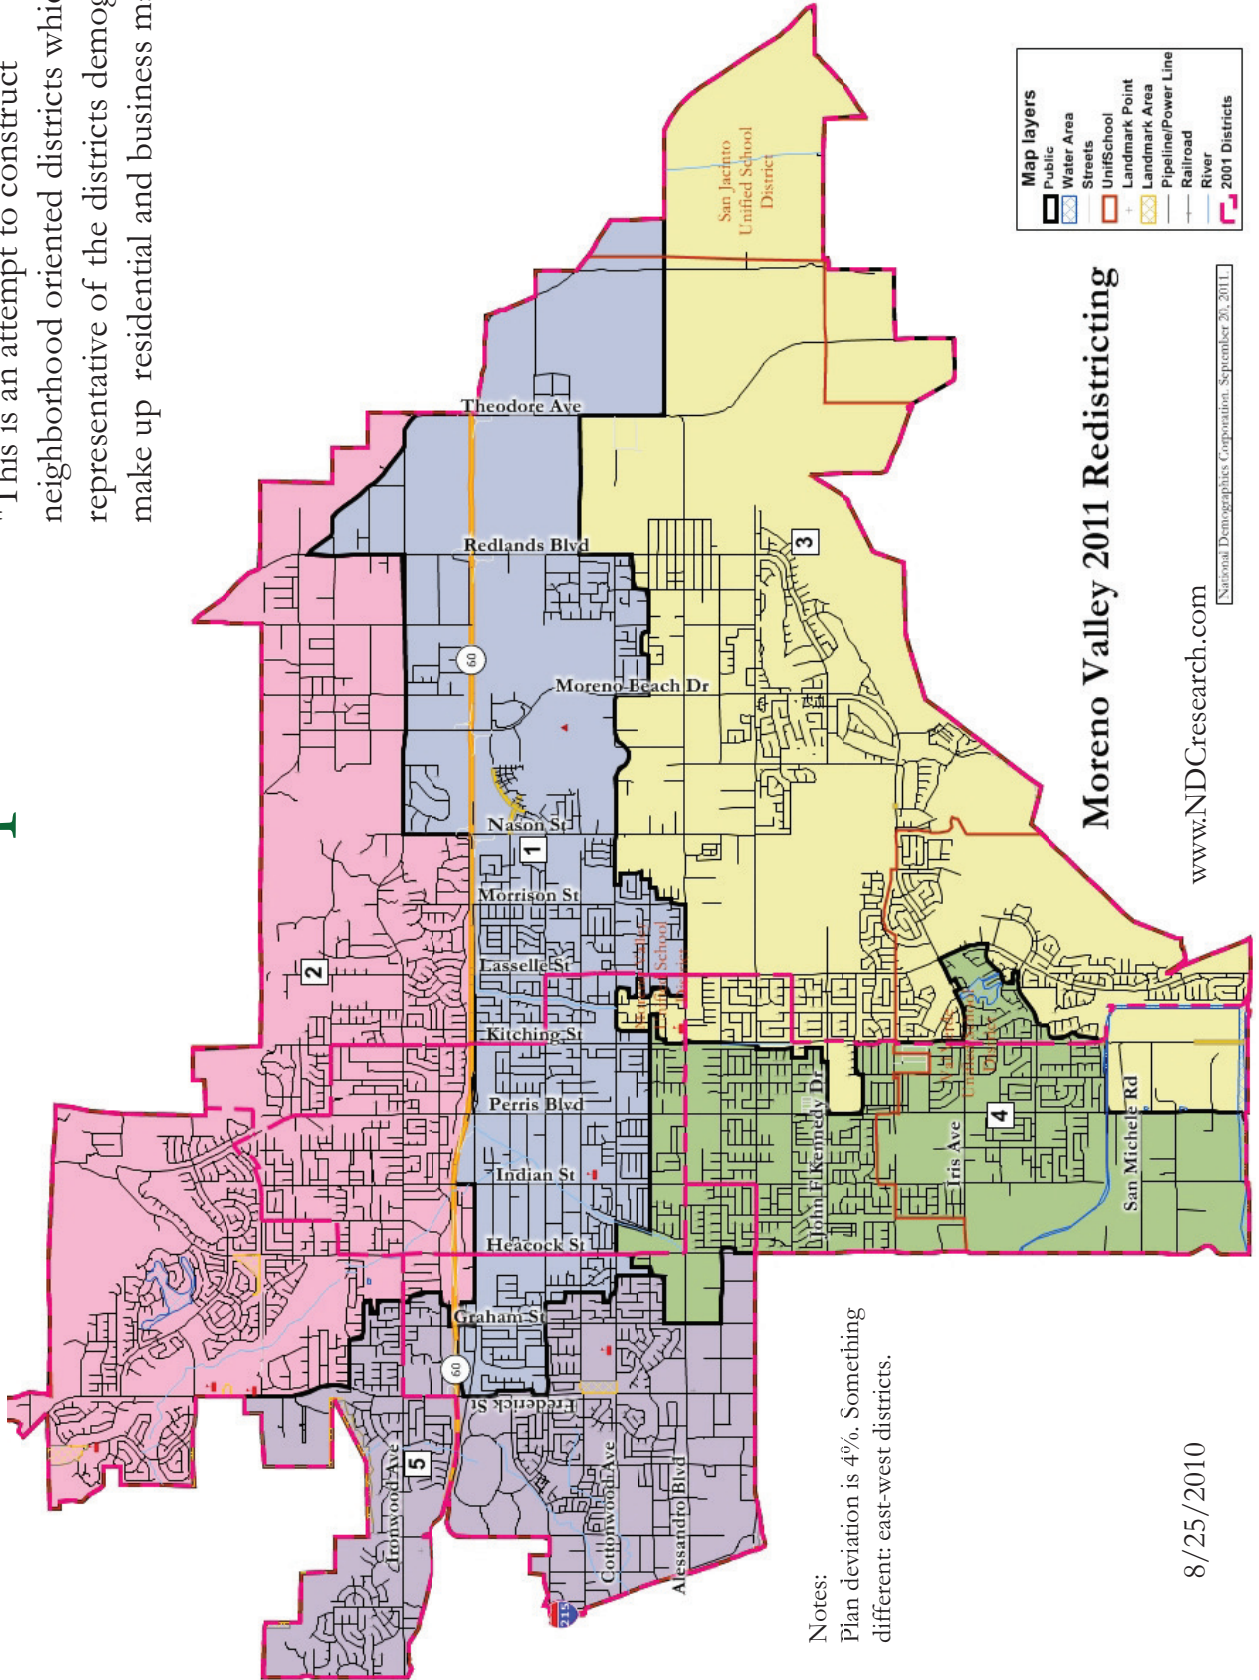 "This is an attempt to construct
neighborhood oriented districts whic
representative of the districts demog
make up residential and business ma
San Jacinto
Unified School
District
Map layers
Public
Water Area
Streets
UnifSchool
Landmark Point
Landmark Area
Pipeline/Power Line
Railroad
River
2001 Districts
Theodore Ave
Redlands Blvd
60
Moreno Beach Dr
3
Nason St
1
Morrison St
2
Lasselle St
Unified School
District
Kitching St
Perris Blvd
John F Kennedy Dr
4
Indian St
Iris Ave
San Michele Rd
Heacock St
Graham St
60
Frederick St
5
Ironwood Ave
Cottonwood Ave
Alessandro Blvd
215
Moreno Valley 2011 Redistricting
National Demographics Corporation, September 20, 2011.
www.NDCresearch.com
Notes:
Plan deviation is 4%. Something
different: east-west districts.
8/25/2010